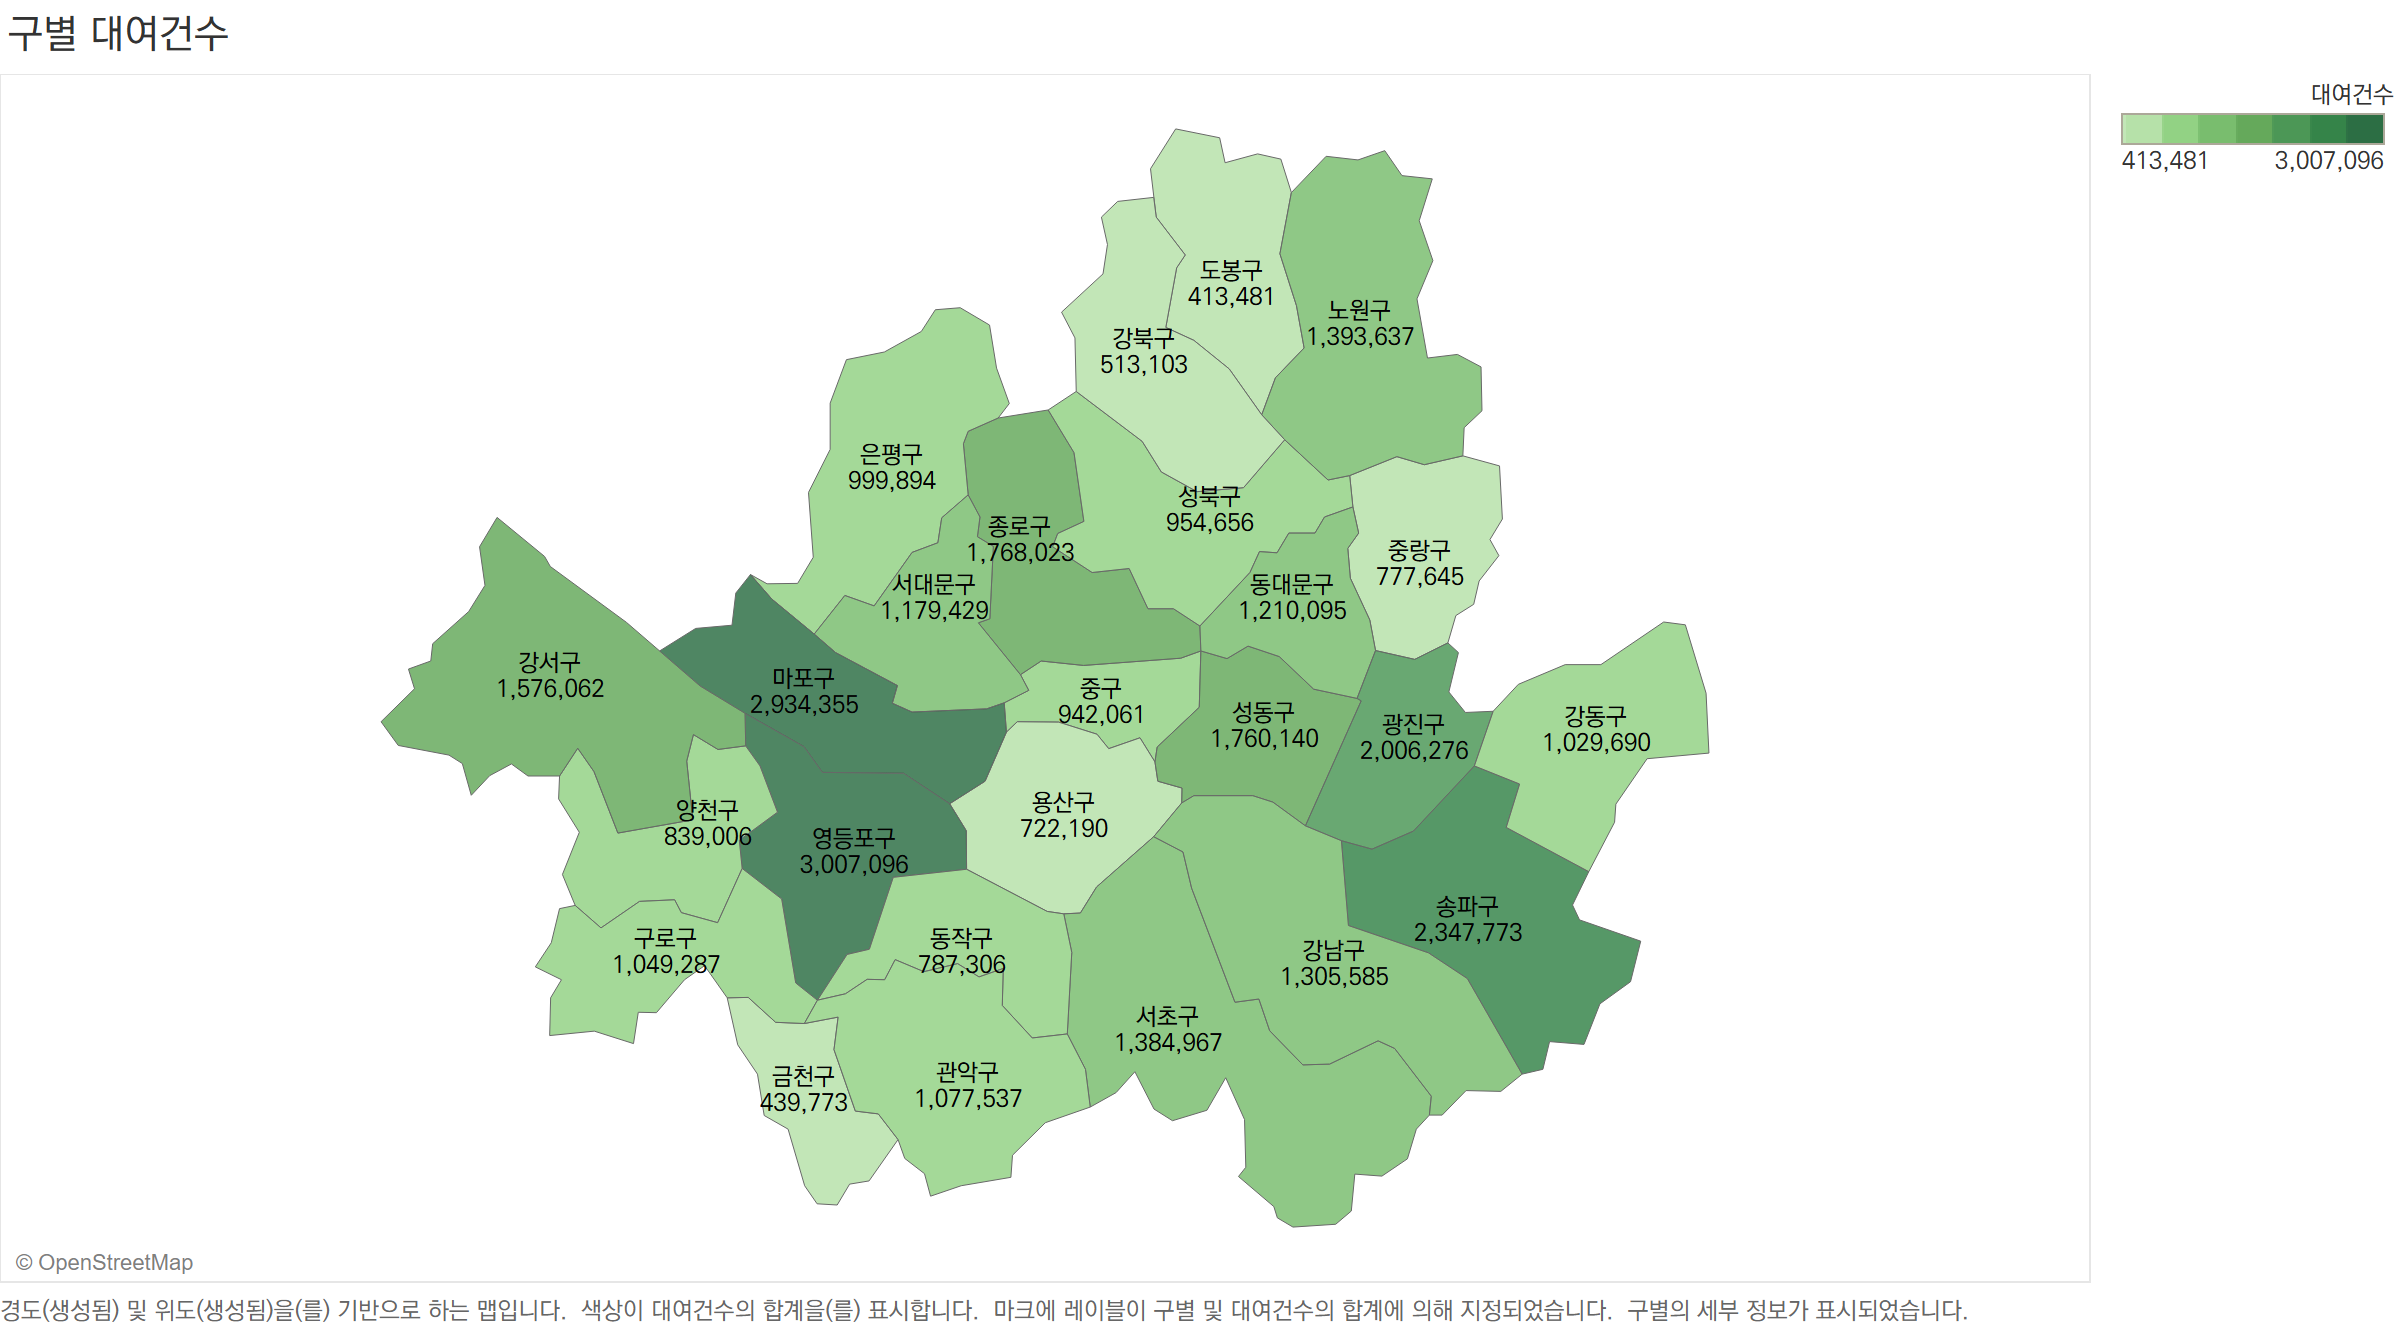 구별 대여건수
대여건수
413,481 3,007,096
도봉구
413,481
노원구
1,393,637
강북구
513,103
은평구
999,894
성북구
954,656
종로구
1,768,023
중랑구
777,645
서대문구
1,179,429
동대문구
1,210,095
강서구
1,576,062
마포구
2,934,355
중구
942,061
성동구
1,760,140
광진구
2,006,276
강동구
1,029,690
양천구
839,006
영등포구
3,007,096
용산구
722,190
송파구
2,347,773
구로구
1,049,287
동작구
787,306
강남구
1,305,585
서초구
1,384,967
금천구
439,773
관악구
1,077,537
© OpenStreetMap
경도(생성됨) 및 위도(생성됨)을(를) 기반으로 하는 맵입니다.  색상이 대여건수의 합계을(를) 표시합니다.  마크에 레이블이 구별 및 대여건수의 합계에 의해 지정되었습니다.  구별의 세부 정보가 표시되었습니다.